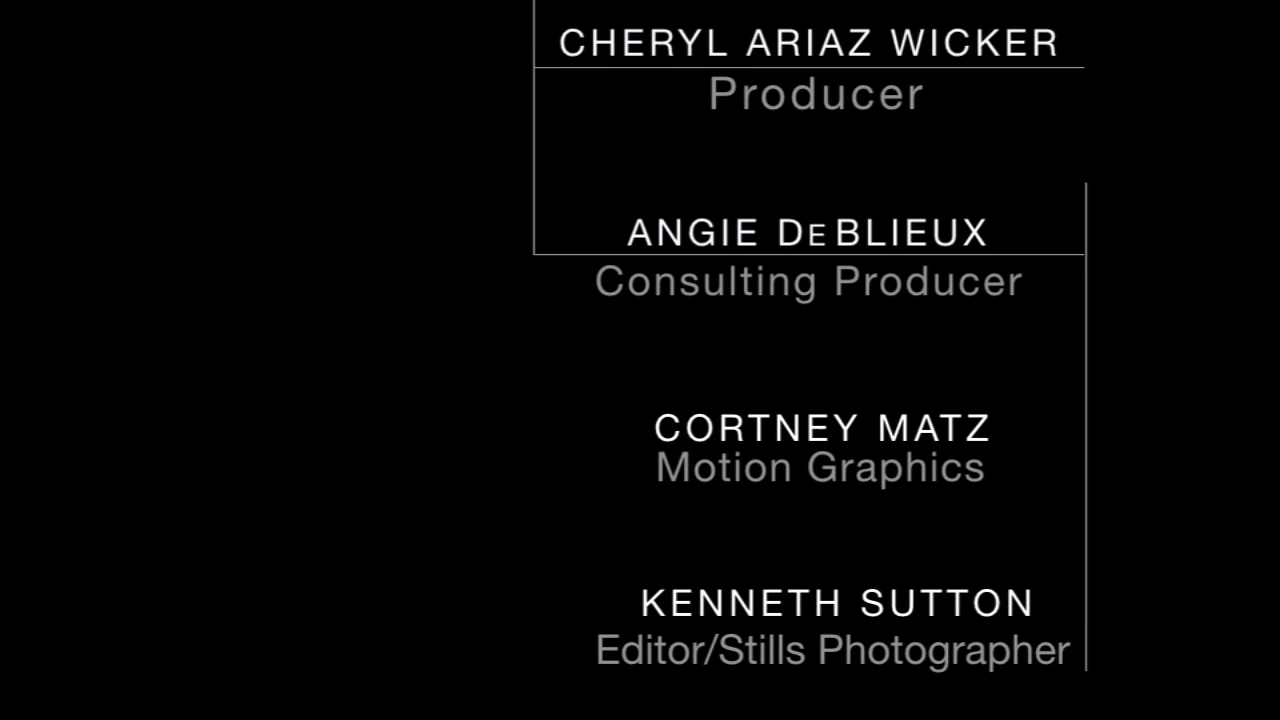 CHERYL ARIAZ WICKER
Producer
ANGIE DEBLIEUX
Consulting Producer
CORTNEY MATZ
Motion Graphics
KENNETH SUTTON
Editor/Stills Photographer